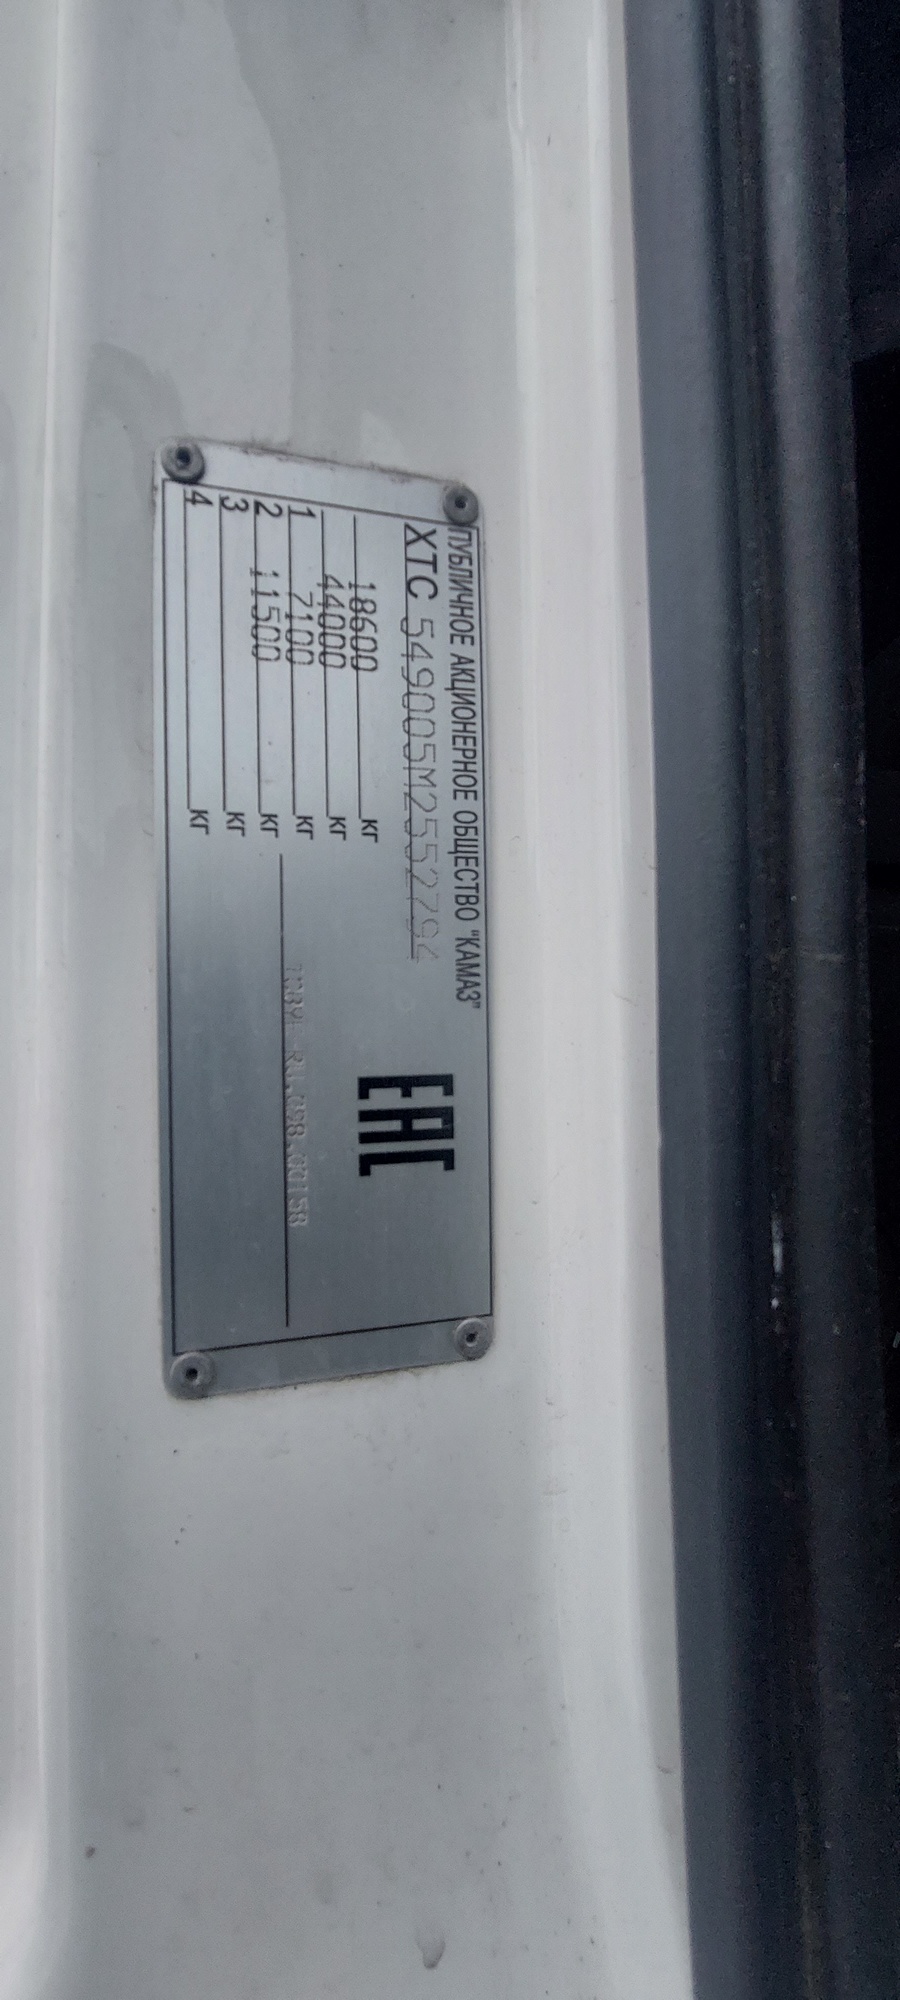 ПУБЛИЧНОЕ АКЦИОНЕРНОЕ ОБЩЕСТВО "КАМАЗ"
XTC 549005M2552794
EAC
18600 кг
44000 кг
1 7100 кг
2 11500 кг
3 кг
4 кг